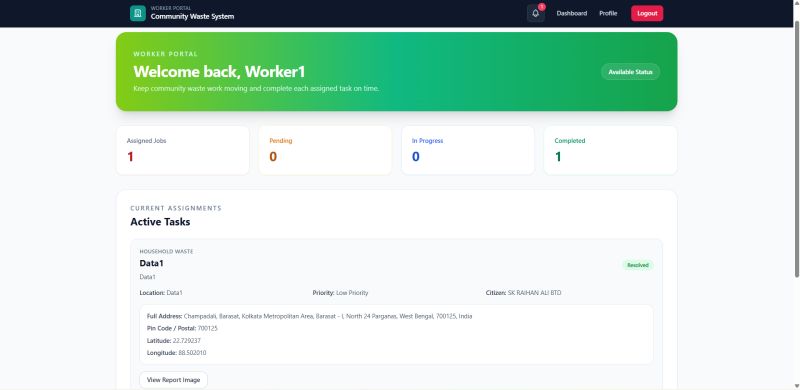 WORKER PORTAL
Community Waste System
1
Dashboard
Profile
Logout
WORKER PORTAL
Welcome back, Worker1
Keep community waste work moving and complete each assigned task on time.
Available Status
Assigned Jobs
1
Pending
0
In Progress
0
Completed
1
CURRENT ASSIGNMENTS
Active Tasks
HOUSEHOLD WASTE
Data1
Resolved
Data1
Location: Data1
Priority: Low Priority
Citizen: SK RAIHAN ALI BTD
Full Address: Champadali, Barasat, Kolkata Metropolitan Area, Barasat - I, North 24 Parganas, West Bengal, 700125, India
Pin Code / Postal: 700125
Latitude: 22.729237
Longitude: 88.502010
View Report Image